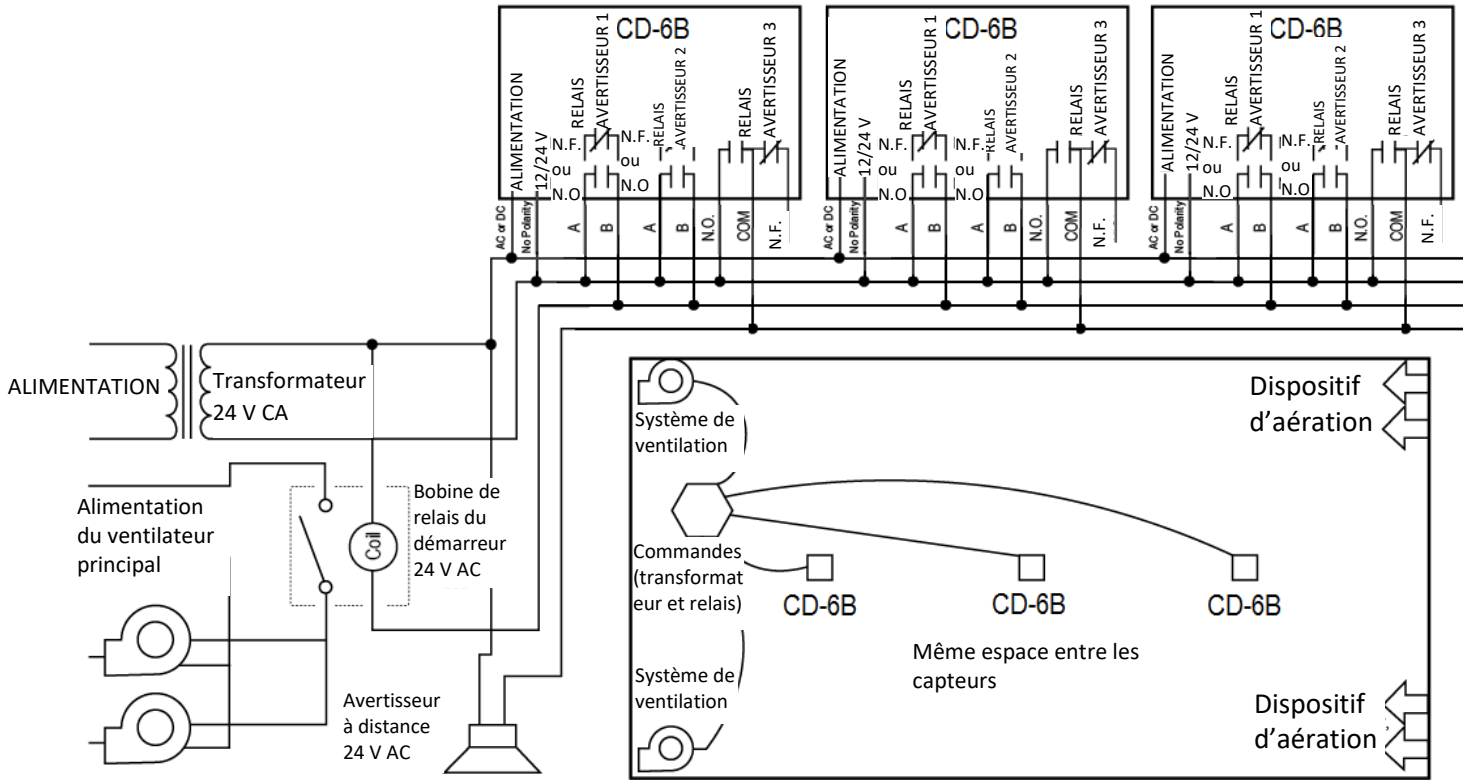 CD-6B
ALIMENTATION
12/24 V
RELAIS
AVERTISSEUR 1
N.F.
ou
N.O
N.F.
ou
N.O
RELAIS
AVERTISSEUR 2
RELAIS
AVERTISSEUR 3
AC or DC
No Polarity
A
B
A
B
N.O.
COM
N.F.
CD-6B
ALIMENTATION
12/24 V
RELAIS
AVERTISSEUR 1
N.F.
ou
N.O
N.F.
ou
N.O
RELAIS
AVERTISSEUR 2
RELAIS
AVERTISSEUR 3
AC or DC
No Polarity
A
B
A
B
N.O.
COM
N.F.
CD-6B
ALIMENTATION
12/24 V
RELAIS
AVERTISSEUR 1
N.F.
ou
N.O
N.F.
ou
N.O
RELAIS
AVERTISSEUR 2
RELAIS
AVERTISSEUR 3
AC or DC
No Polarity
A
B
A
B
N.O.
COM
N.F.
ALIMENTATION
Transformateur
24 V CA
Alimentation
du ventilateur
principal
Coil
Bobine de
relais du
démarreur
24 V AC
Avertisseur
à distance
24 V AC
Système de
ventilation
Dispositif
d'aération
Commandes
(transformat
eur et relais)
CD-6B
CD-6B
CD-6B
Même espace entre les
capteurs
Système de
ventilation
Dispositif
d'aération